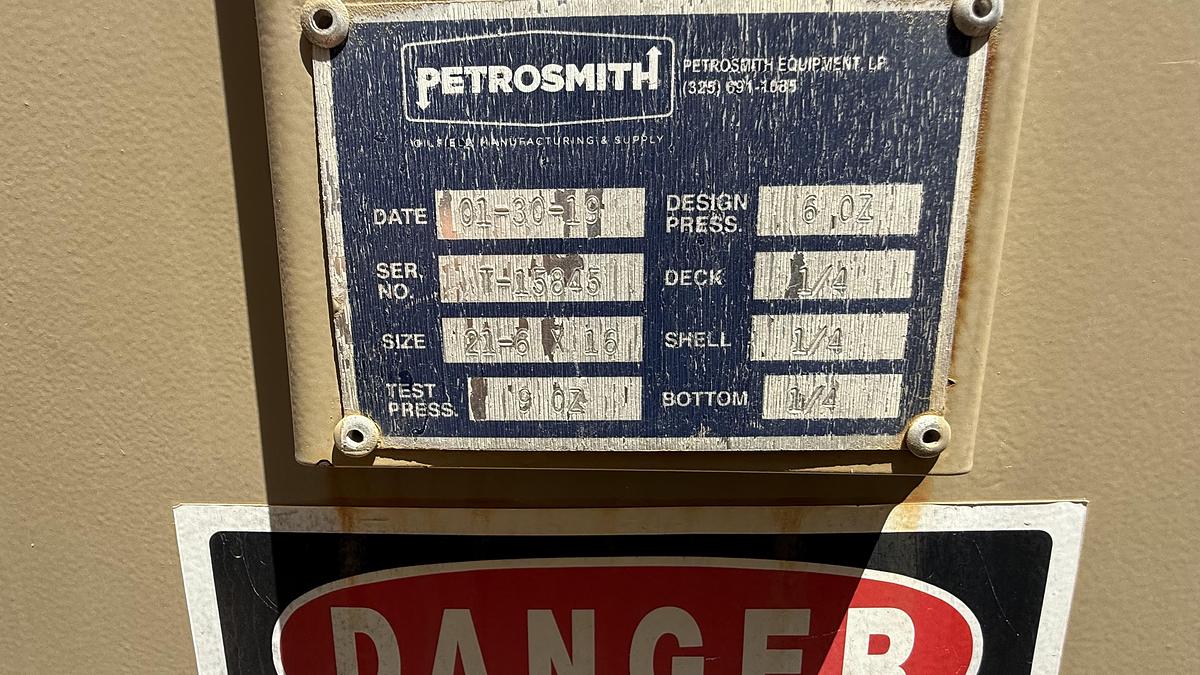 PETROSMITH
PETROSMITH EQUIPMENT, LP
(325) 691-1085
OILFIELD MANUFACTURING & SUPPLY
DATE 01-30-19 DESIGN PRESS. 6 OZ
SER. NO. T-15845 DECK 1/4
SIZE 21-6 X 16 SHELL 1/4
TEST PRESS. 9 OZ BOTTOM 1/4
DANGER